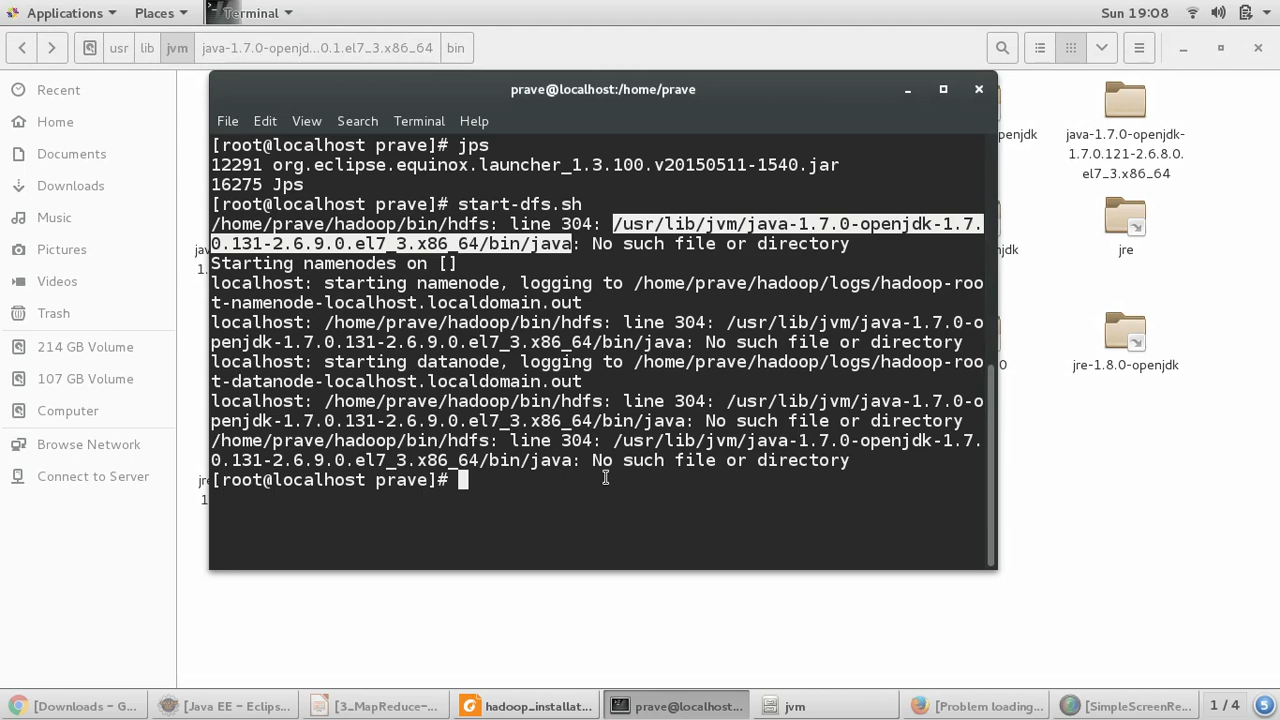 Applications
Places
Terminal
Sun 19:08
usr
lib
jvm
java-1.7.0-openjd...0.1.el7_3.x86_64
bin
Recent
Home
Documents
Downloads
Music
Pictures
Videos
Trash
214 GB Volume
107 GB Volume
Computer
Browse Network
Connect to Server
prave@localhost:/home/prave
File Edit View Search Terminal Help
[root@localhost prave]# jps
12291 org.eclipse.equinox.launcher_1.3.100.v20150511-1540.jar
16275 Jps
[root@localhost prave]# start-dfs.sh
/home/prave/hadoop/bin/hdfs: line 304: /usr/lib/jvm/java-1.7.0-openjdk-1.7.
0.131-2.6.9.0.el7_3.x86_64/bin/java: No such file or directory
Starting namenodes on []
localhost: starting namenode, logging to /home/prave/hadoop/logs/hadoop-roo
t-namenode-localhost.localdomain.out
localhost: /home/prave/hadoop/bin/hdfs: line 304: /usr/lib/jvm/java-1.7.0-o
penjdk-1.7.0.131-2.6.9.0.el7_3.x86_64/bin/java: No such file or directory
localhost: starting datanode, logging to /home/prave/hadoop/logs/hadoop-roo
t-datanode-localhost.localdomain.out
localhost: /home/prave/hadoop/bin/hdfs: line 304: /usr/lib/jvm/java-1.7.0-o
penjdk-1.7.0.131-2.6.9.0.el7_3.x86_64/bin/java: No such file or directory
/home/prave/hadoop/bin/hdfs: line 304: /usr/lib/jvm/java-1.7.0-openjdk-1.7.
0.131-2.6.9.0.el7_3.x86_64/bin/java: No such file or directory
[root@localhost prave]#
java-1.7.0-openjdk-
1.7.0.121-2.6.8.0.
el7_3.x86_64
jre
jre-1.8.0-openjdk
[Downloads – G...
[Java EE – Eclips...
[3_MapReduce-...
hadoop_installat...
prave@localhost...
jvm
[Problem loading...
[SimpleScreenRe...
1 / 4
5